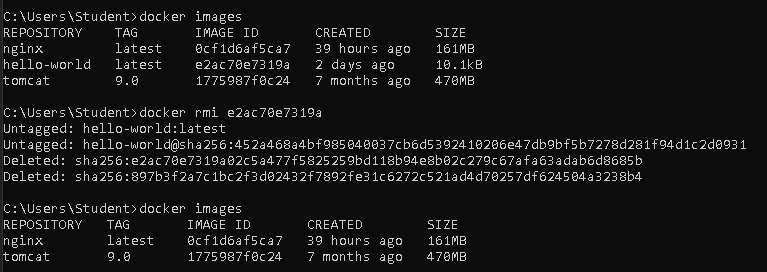 C:\Users\Student>docker images
REPOSITORY TAG IMAGE ID CREATED SIZE
nginx latest 0cf1d6af5ca7 39 hours ago 161MB
hello-world latest e2ac70e7319a 2 days ago 10.1kB
tomcat 9.0 1775987f0c24 7 months ago 470MB
C:\Users\Student>docker rmi e2ac70e7319a
Untagged: hello-world:latest
Untagged: hello-world@sha256:452a468a4bf985040037cb6d5392410206e47db9bf5b7278d281f94d1c2d0931
Deleted: sha256:e2ac70e7319a02c5a477f5825259bd118b94e8b02c279c67afa63adab6d8685b
Deleted: sha256:897b3f2a7c1bc2f3d02432f7892fe31c6272c521ad4d70257df624504a3238b4
C:\Users\Student>docker images
REPOSITORY TAG IMAGE ID CREATED SIZE
nginx latest 0cf1d6af5ca7 39 hours ago 161MB
tomcat 9.0 1775987f0c24 7 months ago 470MB